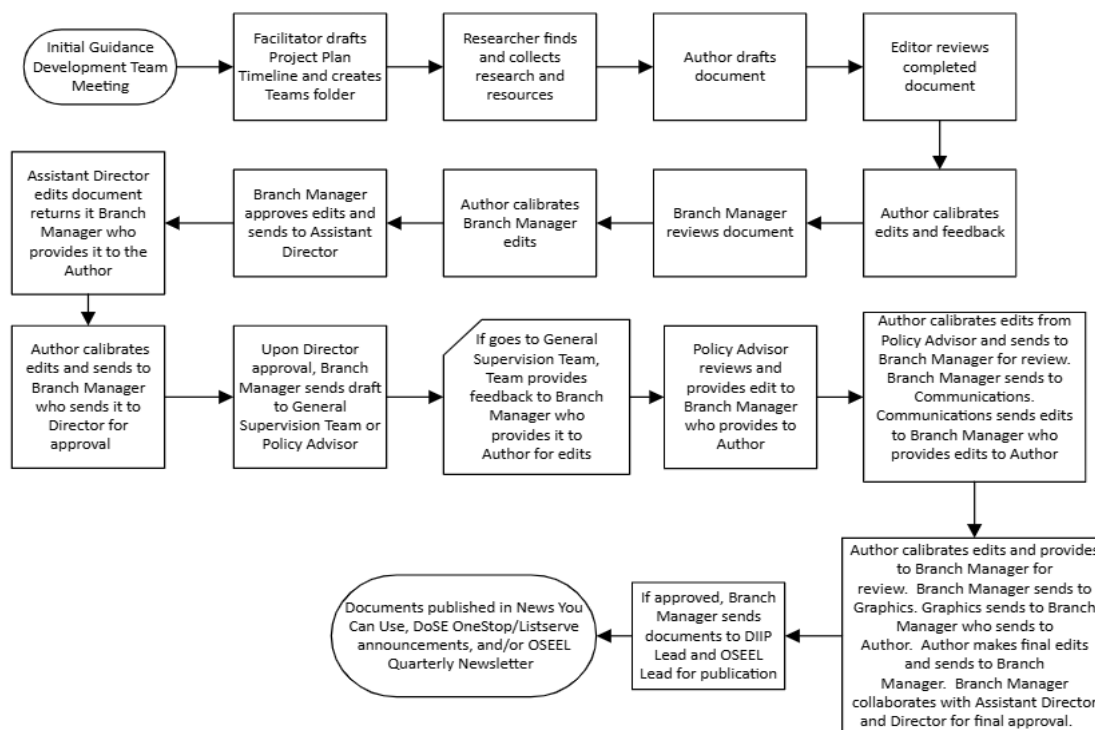 Initial Guidance
Development Team
Meeting
Facilitator drafts
Project Plan
Timeline and creates
Teams folder
Researcher finds
and collects
research and
resources
Author drafts
document
Editor reviews
completed
document
Author calibrates
edits and feedback
Branch Manager
reviews document
Author calibrates
Branch Manager
edits
Branch Manager
approves edits and
sends to Assistant
Director
Assistant Director
edits document
returns it Branch
Manager who
provides it to the
Author
Author calibrates
edits and sends to
Branch Manager
who sends it to
Director for
approval
Upon Director
approval, Branch
Manager sends draft
to General
Supervision Team or
Policy Advisor
If goes to General
Supervision Team,
Team provides
feedback to Branch
Manager who
provides it to
Author for edits
Policy Advisor
reviews and
provides edit to
Branch Manager
who provides to
Author
Author calibrates edits from
Policy Advisor and sends to
Branch Manager for review.
Branch Manager sends to
Communications.
Communications sends edits
to Branch Manager who
provides edits to Author
Author calibrates edits and provides
to Branch Manager for
review. Branch Manager sends to
Graphics. Graphics sends to Branch
Manager who sends to
Author. Author makes final edits
and sends to Branch
Manager. Branch Manager
collaborates with Assistant Director
and Director for final approval.
If approved, Branch
Manager sends
documents to DIIP
Lead and OSEEL
Lead for publication
Documents published in News You
Can Use, DoSE OneStop/Listserve
announcements, and/or OSEEL
Quarterly Newsletter